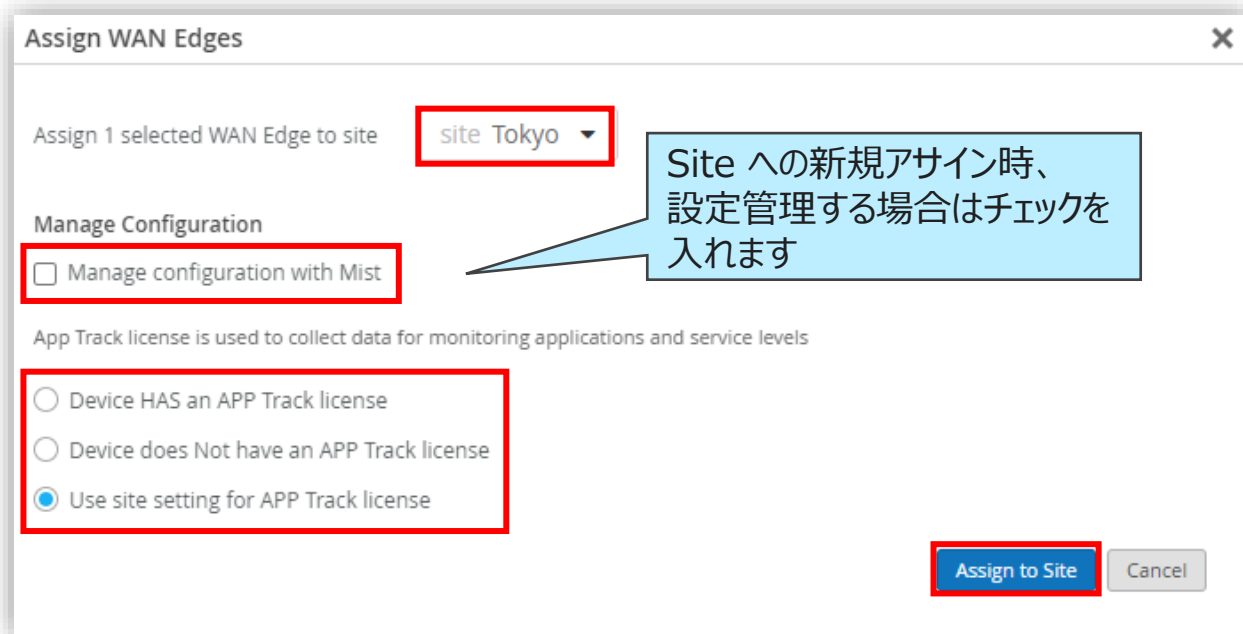 Assign WAN Edges
Assign 1 selected WAN Edge to site
site Tokyo
Site への新規アサイン時、
設定管理する場合はチェックを
入れます
Manage Configuration
Manage configuration with Mist
App Track license is used to collect data for monitoring applications and service levels
Device HAS an APP Track license
Device does Not have an APP Track license
Use site setting for APP Track license
Assign to Site
Cancel